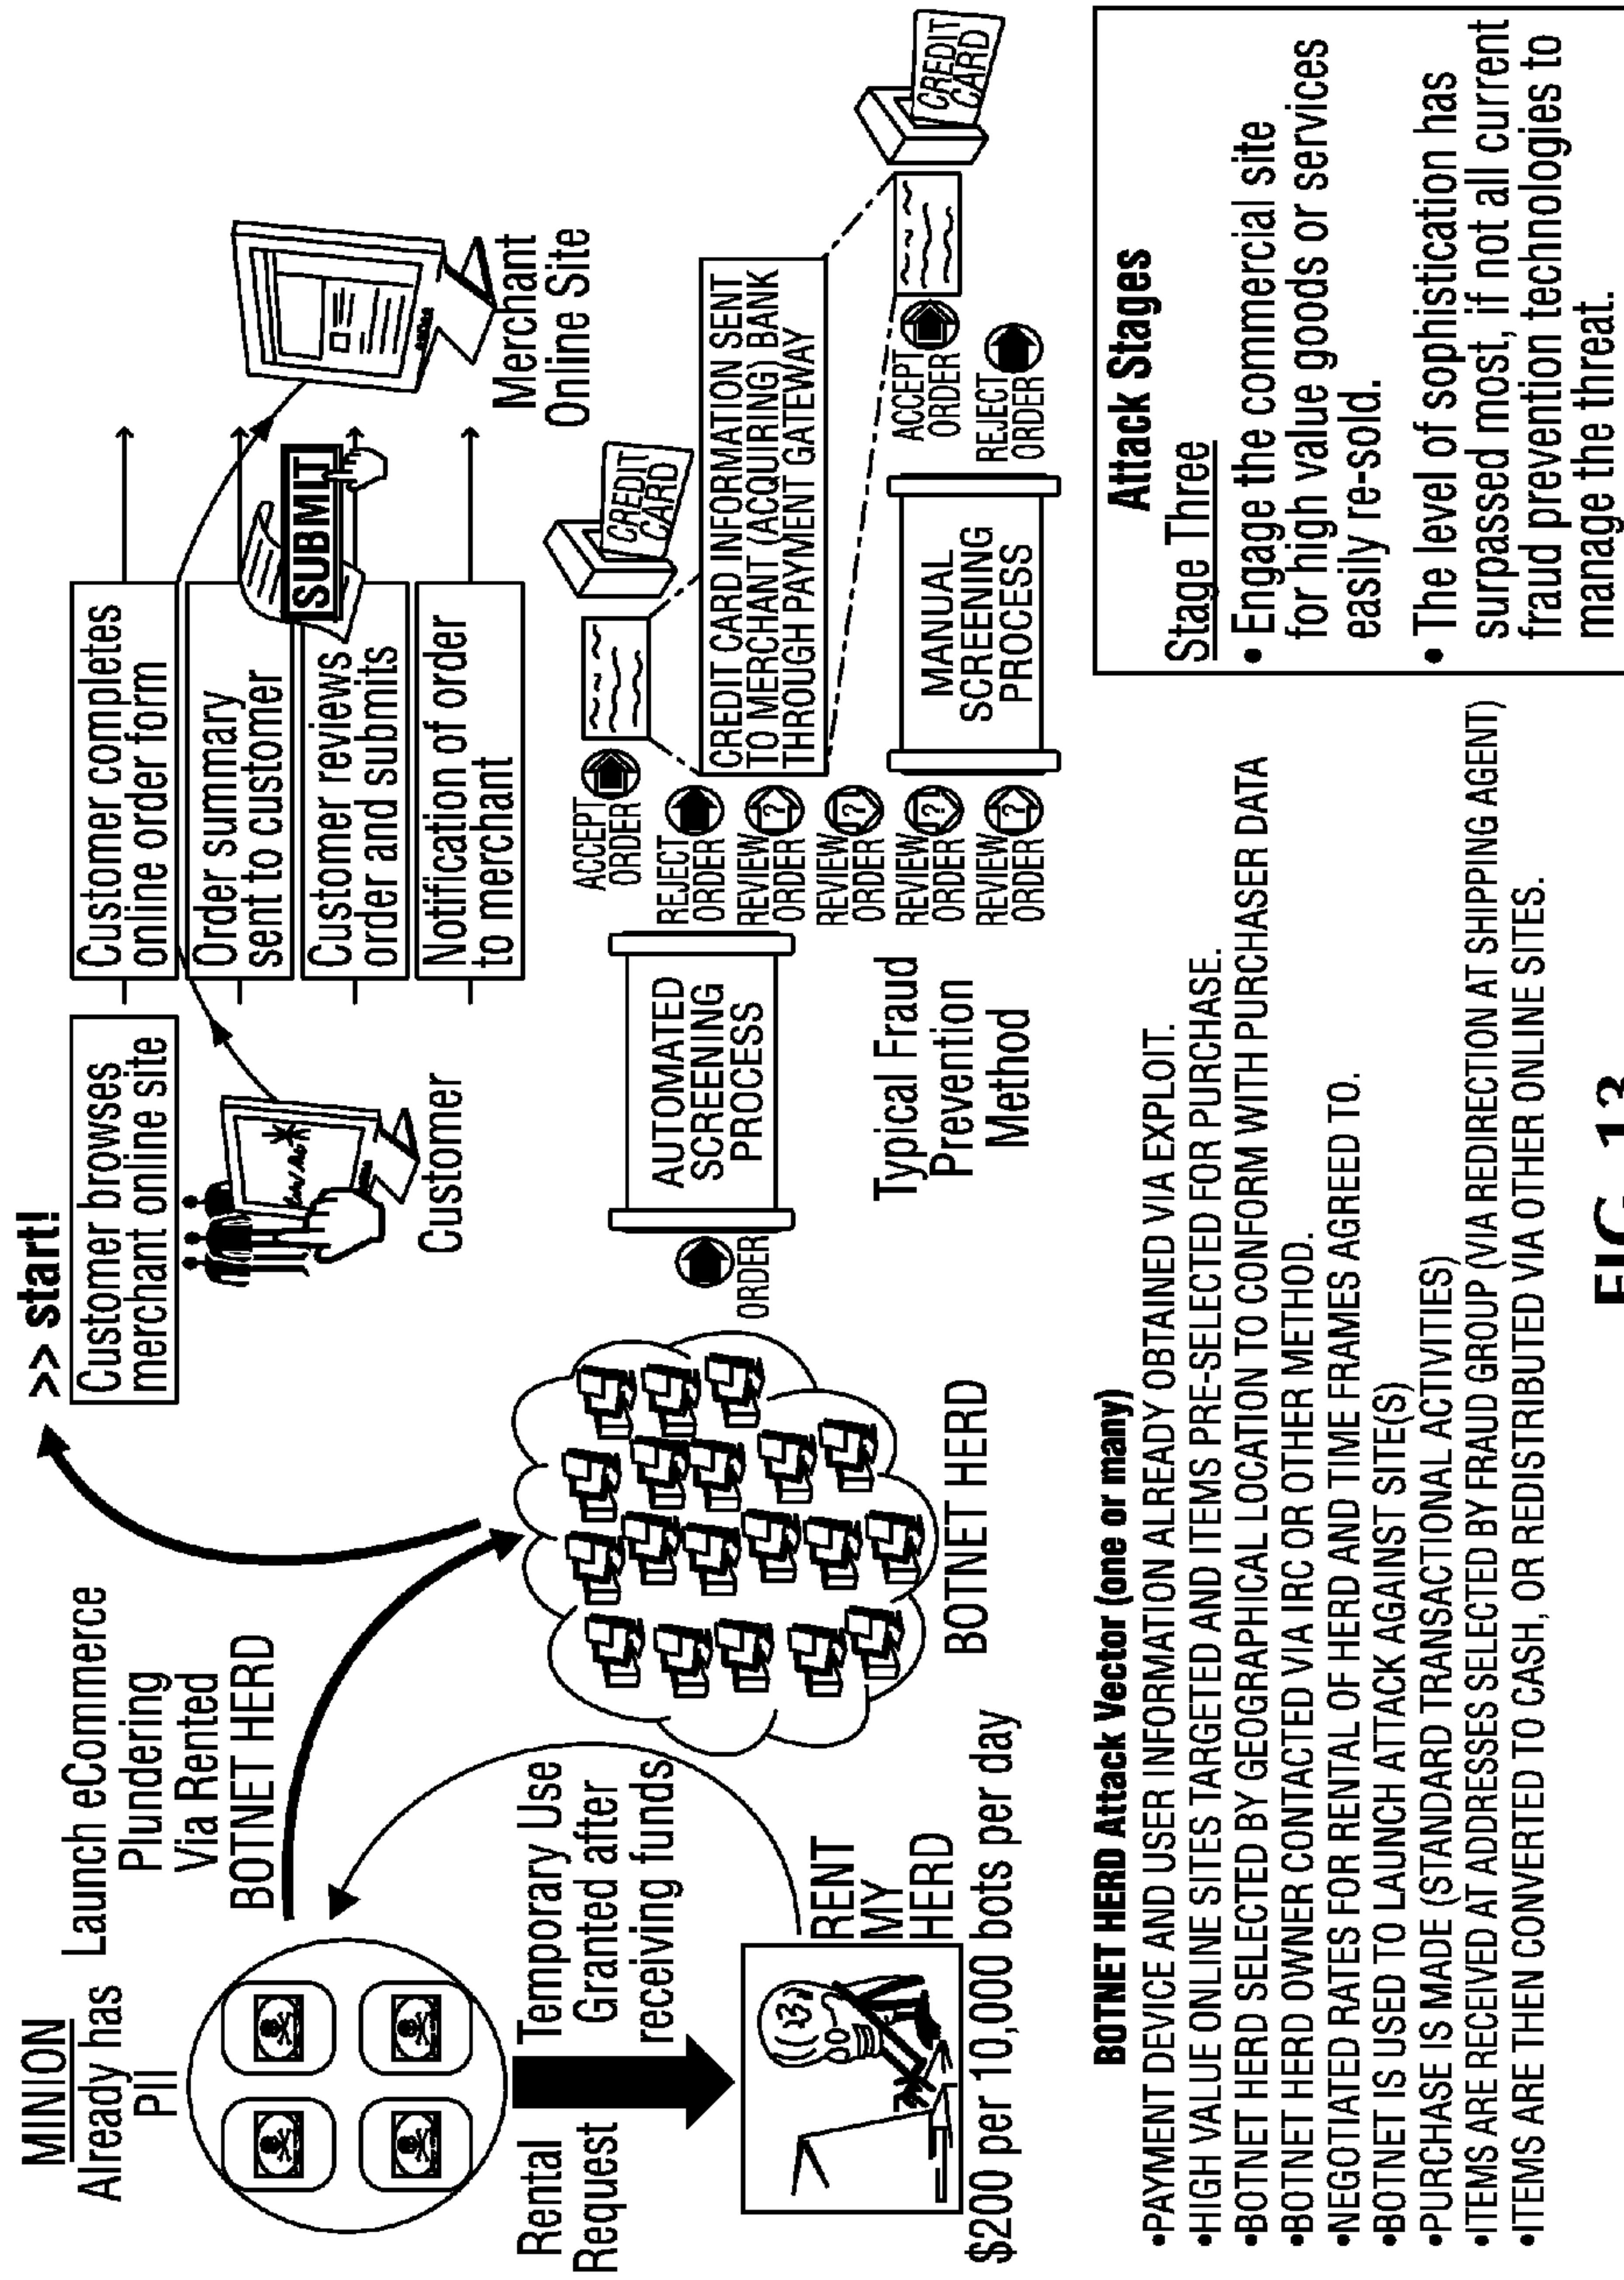 MINION
Already has
PII
Launch eCommerce
Plundering
Via Rented
BOTNET HERD
Rental
Request
Temporary Use
Granted after
receiving funds
RENT
MY
HERD
$200 per 10,000 bots per day
BOTNET HERD
>> start!
Customer browses
merchant online site
Customer
Customer completes
online order form
Order summary
sent to customer
Customer reviews
order and submits
Notification of order
to merchant
SUBMIT
Merchant
Online Site
ORDER
AUTOMATED
SCREENING
PROCESS
Typical Fraud
Prevention
Method
ACCEPT
ORDER
REJECT
ORDER
REVIEW
ORDER
?
REVIEW
ORDER
?
REVIEW
ORDER
?
REVIEW
ORDER
?
CREDIT
CARD
CREDIT CARD INFORMATION SENT
TO MERCHANT (ACQUIRING) BANK
THROUGH PAYMENT GATEWAY
MANUAL
SCREENING
PROCESS
ACCEPT
ORDER
REJECT
ORDER
CREDIT
CARD
BOTNET HERD Attack Vector (one or many)
•PAYMENT DEVICE AND USER INFORMATION ALREADY OBTAINED VIA EXPLOIT.
•HIGH VALUE ONLINE SITES TARGETED AND ITEMS PRE-SELECTED FOR PURCHASE.
•BOTNET HERD SELECTED BY GEOGRAPHICAL LOCATION TO CONFORM WITH PURCHASER DATA
•BOTNET HERD OWNER CONTACTED VIA IRC OR OTHER METHOD.
•NEGOTIATED RATES FOR RENTAL OF HERD AND TIME FRAMES AGREED TO.
•BOTNET IS USED TO LAUNCH ATTACK AGAINST SITE(S)
•PURCHASE IS MADE (STANDARD TRANSACTIONAL ACTIVITIES)
•ITEMS ARE RECEIVED AT ADDRESSES SELECTED BY FRAUD GROUP (VIA REDIRECTION AT SHIPPING AGENT)
•ITEMS ARE THEN CONVERTED TO CASH, OR REDISTRIBUTED VIA OTHER ONLINE SITES.
Attack Stages
Stage Three
• Engage the commercial site
for high value goods or services
easily re-sold.
• The level of sophistication has
surpassed most, if not all current
fraud prevention technologies to
manage the threat.